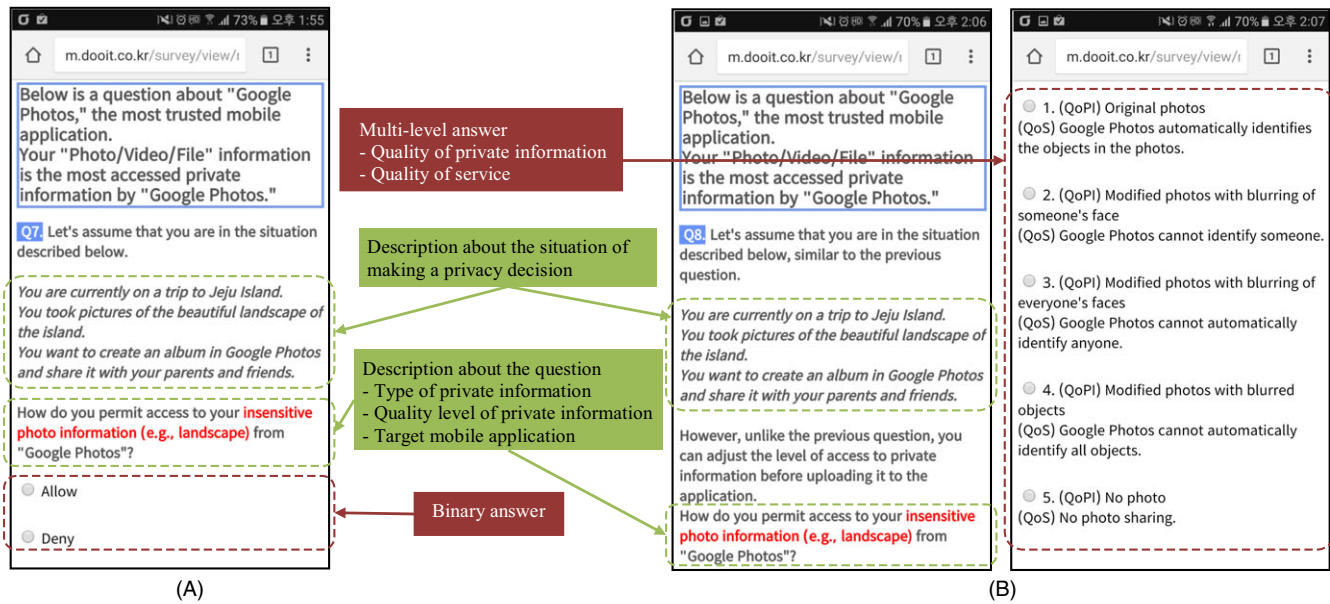 73% 오후 1:55
m.dooit.co.kr/survey/view/ 1
Below is a question about "Google
Photos," the most trusted mobile
application.
Your "Photo/Video/File" information
is the most accessed private
information by "Google Photos."
Q7. Let's assume that you are in the situation
described below.
You are currently on a trip to Jeju Island.
You took pictures of the beautiful landscape of
the island.
You want to create an album in Google Photos
and share it with your parents and friends.
How do you permit access to your insensitive
photo information (e.g., landscape) from
"Google Photos"?
Allow
Deny
(A)
Multi-level answer
- Quality of private information
- Quality of service
Description about the situation of
making a privacy decision
Description about the question
- Type of private information
- Quality level of private information
- Target mobile application
Binary answer
70% 오후 2:06
m.dooit.co.kr/survey/view/ 1
Below is a question about "Google
Photos," the most trusted mobile
application.
Your "Photo/Video/File" information
is the most accessed private
information by "Google Photos."
Q8. Let's assume that you are in the situation
described below, similar to the previous
question.
You are currently on a trip to Jeju Island.
You took pictures of the beautiful landscape of
the island.
You want to create an album in Google Photos
and share it with your parents and friends.
However, unlike the previous question, you
can adjust the level of access to private
information before uploading it to the
application.
How do you permit access to your insensitive
photo information (e.g., landscape) from
"Google Photos"?
70% 오후 2:07
m.dooit.co.kr/survey/view/ 1
1. (QoPI) Original photos
(QoS) Google Photos automatically identifies
the objects in the photos.
2. (QoPI) Modified photos with blurring of
someone's face
(QoS) Google Photos cannot identify someone.
3. (QoPI) Modified photos with blurring of
everyone's faces
(QoS) Google Photos cannot automatically
identify anyone.
4. (QoPI) Modified photos with blurred
objects
(QoS) Google Photos cannot automatically
identify all objects.
5. (QoPI) No photo
(QoS) No photo sharing.
(B)